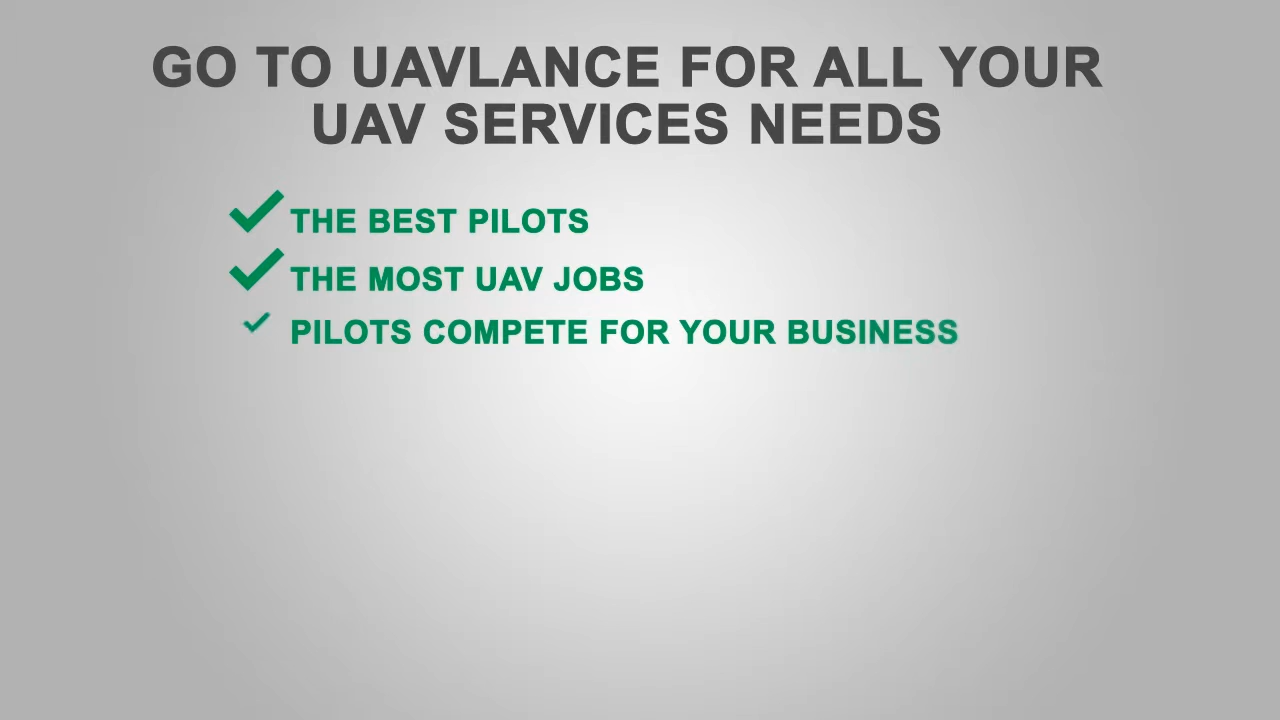 GO TO UAVLANCE FOR ALL YOUR
UAV SERVICES NEEDS
THE BEST PILOTS
THE MOST UAV JOBS
PILOTS COMPETE FOR YOUR BUSINESS